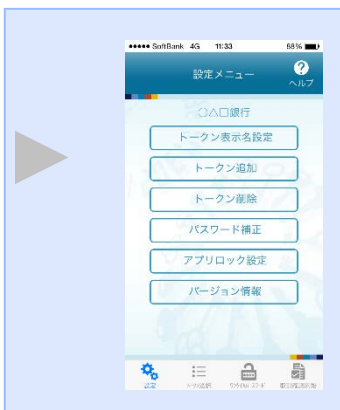 ●●●●● SoftBank 4G 11:33 88%
設定メニュー
?
ヘルプ
○△□銀行
トークン表示名設定
トークン追加
トークン削除
パスワード補正
アプリロック設定
バージョン情報
設定